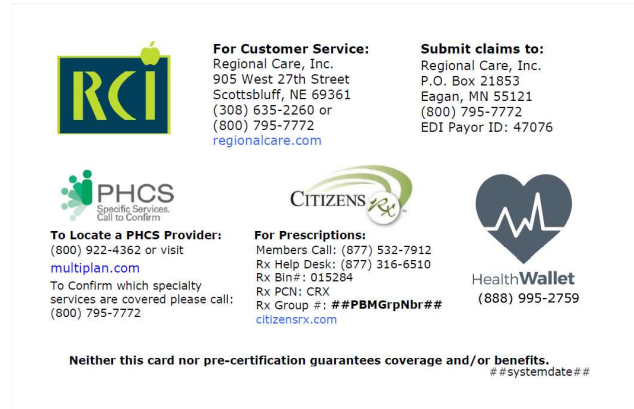 RCI
For Customer Service:
Regional Care, Inc.
905 West 27th Street
Scottsbluff, NE 69361
(308) 635-2260 or
(800) 795-7772
regionalcare.com
Submit claims to:
Regional Care, Inc.
P.O. Box 21853
Eagan, MN 55121
(800) 795-7772
EDI Payor ID: 47076
PHCS
Specific Services.
Call to Confirm
To Locate a PHCS Provider:
(800) 922-4362 or visit
multiplan.com
To Confirm which specialty
services are covered please call:
(800) 795-7772
CITIZENS Rx
For Prescriptions:
Members Call: (877) 532-7912
Rx Help Desk: (877) 316-6510
Rx Bin#: 015284
Rx PCN: CRX
Rx Group #: ##PBMGrpNbr##
citizensrx.com
HealthWallet
(888) 995-2759
Neither this card nor pre-certification guarantees coverage and/or benefits.
##systemdate##